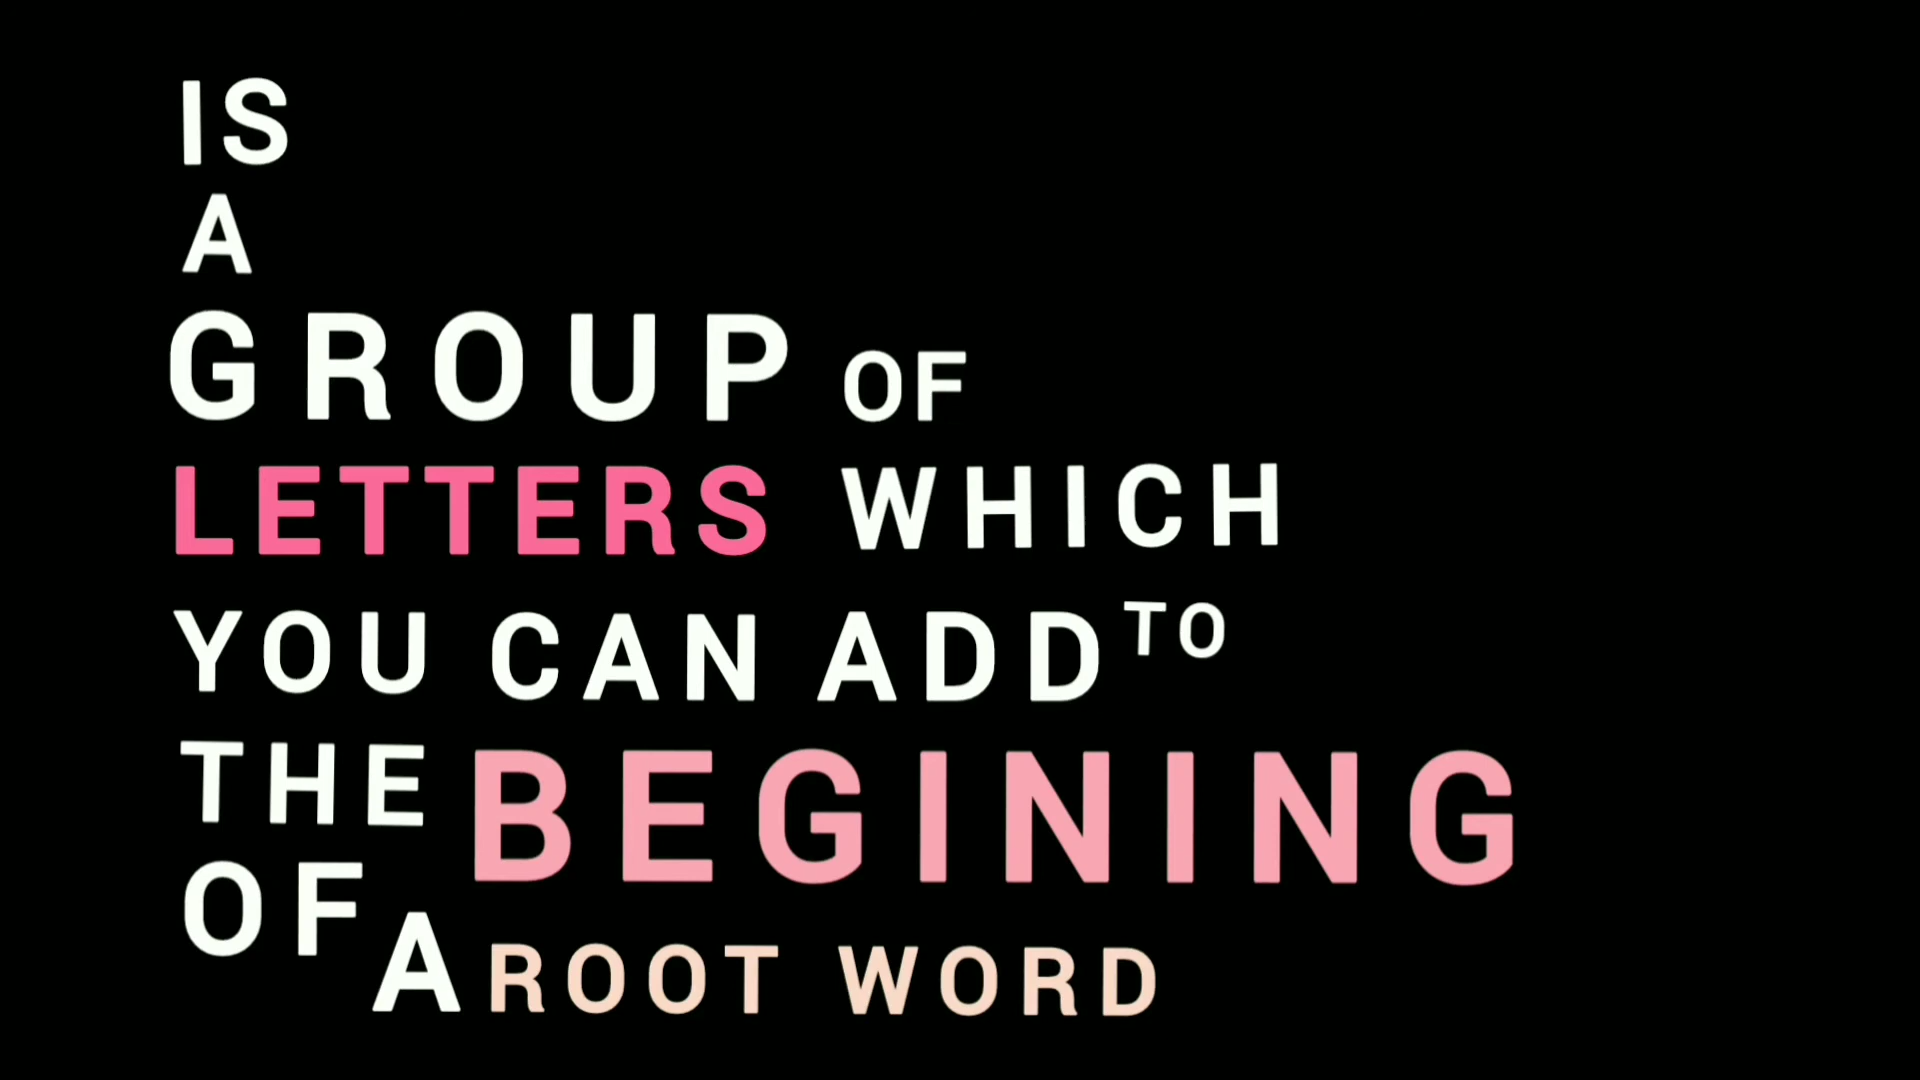 IS
A
GROUP OF
LETTERS WHICH
YOU CAN ADD TO
THE BEGINING
OF A ROOT WORD